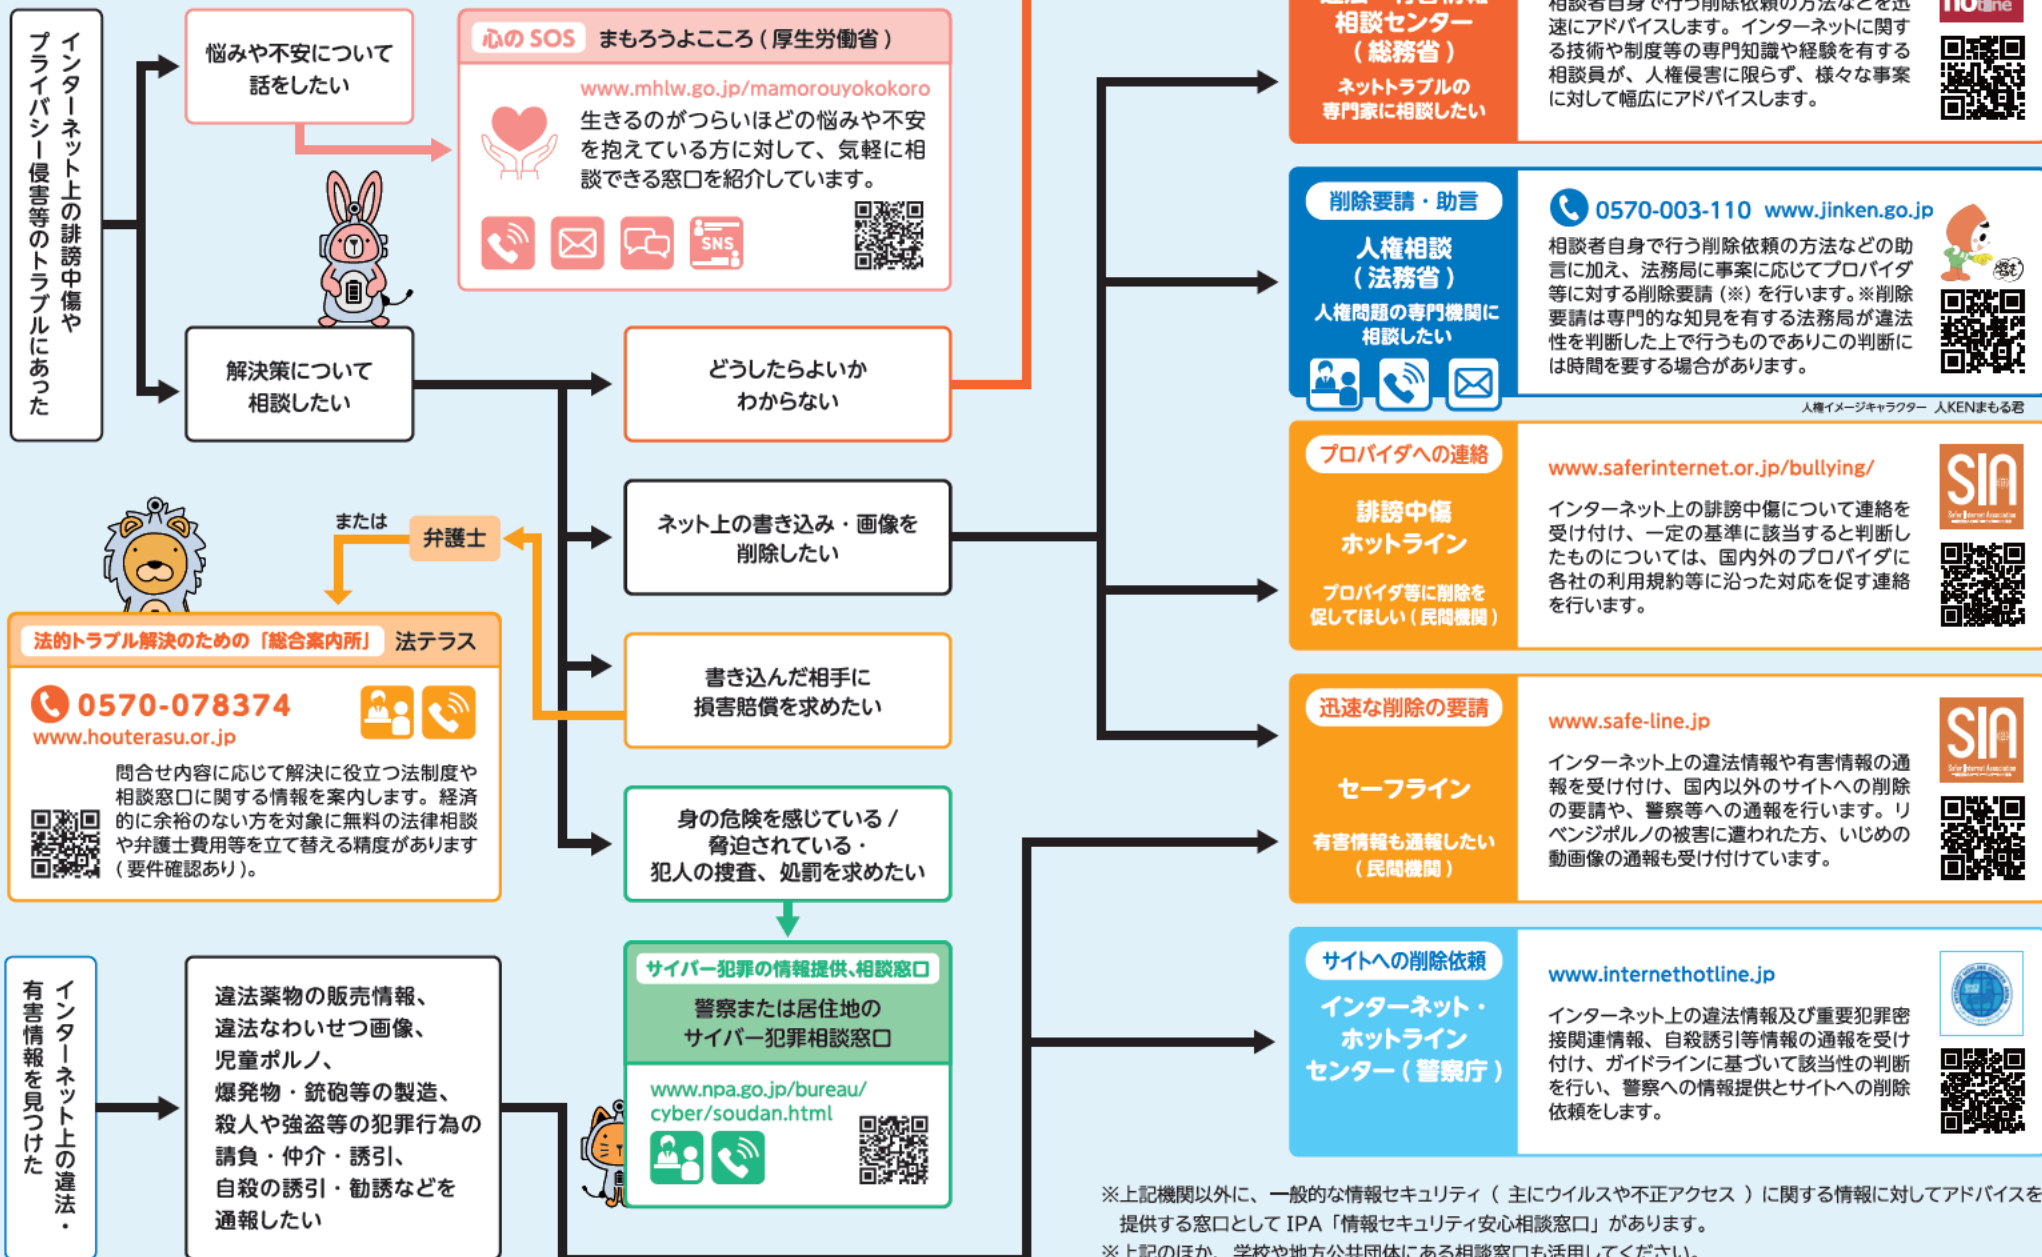 インターネット上の誹謗中傷や
プライバシー侵害等のトラブルにあった
悩みや不安について
話をしたい
心のSOS まもろうよこころ(厚生労働省)
www.mhlw.go.jp/mamorouyokokoro
生きるのがつらいほどの悩みや不安
を抱えている方に対して、気軽に相
談できる窓口を紹介しています。
SNS
解決策について
相談したい
どうしたらよいか
わからない
ネット上の書き込み・画像を
削除したい
書き込んだ相手に
損害賠償を求めたい
身の危険を感じている /
脅迫されている・
犯人の捜査、処罰を求めたい
または
弁護士
法的トラブル解決のための「総合案内所」 法テラス
0570-078374
www.houterasu.or.jp
問合せ内容に応じて解決に役立つ法制度や
相談窓口に関する情報を案内します。経済
的に余裕のない方を対象に無料の法律相談
や弁護士費用等を立て替える精度があります
(要件確認あり)。
サイバー犯罪の情報提供、相談窓口
警察または居住地の
サイバー犯罪相談窓口
www.npa.go.jp/bureau/
cyber/soudan.html
インターネット上の違法・
有害情報を見つけた
違法薬物の販売情報、
違法なわいせつ画像、
児童ポルノ、
爆発物・銃砲等の製造、
殺人や強盗等の犯罪行為の
請負・仲介・誘引、
自殺の誘引・勧誘などを
通報したい
違法・有害情報
相談センター
(総務省)
ネットトラブルの
専門家に相談したい
相談者自身で行う削除依頼の方法などを迅
速にアドバイスします。インターネットに関す
る技術や制度等の専門知識や経験を有する
相談員が、人権侵害に限らず、様々な事案
に対して幅広にアドバイスします。
削除要請・助言
人権相談
(法務省)
人権問題の専門機関に
相談したい
0570-003-110 www.jinken.go.jp
相談者自身で行う削除依頼の方法などの助
言に加え、法務局に事案に応じてプロバイダ
等に対する削除要請(※)を行います。※削除
要請は専門的な知見を有する法務局が違法
性を判断した上で行うものでありこの判断に
は時間を要する場合があります。
人権イメージキャラクター 人KENまもる君
プロバイダへの連絡
誹謗中傷
ホットライン
プロバイダ等に削除を
促してほしい(民間機関)
www.saferinternet.or.jp/bullying/
SIA
Safer Internet Association
インターネット上の誹謗中傷について連絡を
受け付け、一定の基準に該当すると判断し
たものについては、国内外のプロバイダに
各社の利用規約等に沿った対応を促す連絡
を行います。
迅速な削除の要請
セーフライン
有害情報も通報したい
(民間機関)
www.safe-line.jp
SIA
Safer Internet Association
インターネット上の違法情報や有害情報の通
報を受け付け、国内以外のサイトへの削除
の要請や、警察等への通報を行います。リ
ベンジポルノの被害に遭われた方、いじめの
動画像の通報も受け付けています。
サイトへの削除依頼
インターネット・
ホットライン
センター(警察庁)
www.internethotline.jp
インターネット上の違法情報及び重要犯罪密
接関連情報、自殺誘引等情報の通報を受け
付け、ガイドラインに基づいて該当性の判断
を行い、警察への情報提供とサイトへの削除
依頼をします。
※上記機関以外に、一般的な情報セキュリティ( 主にウイルスや不正アクセス )に関する情報に対してアドバイスを
提供する窓口として IPA「情報セキュリティ安心相談窓口」があります。
※上記のほか、学校や地方公共団体にある相談窓口も活用してください。